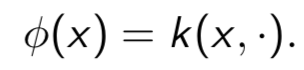 ϕ(x) = k(x, ·).